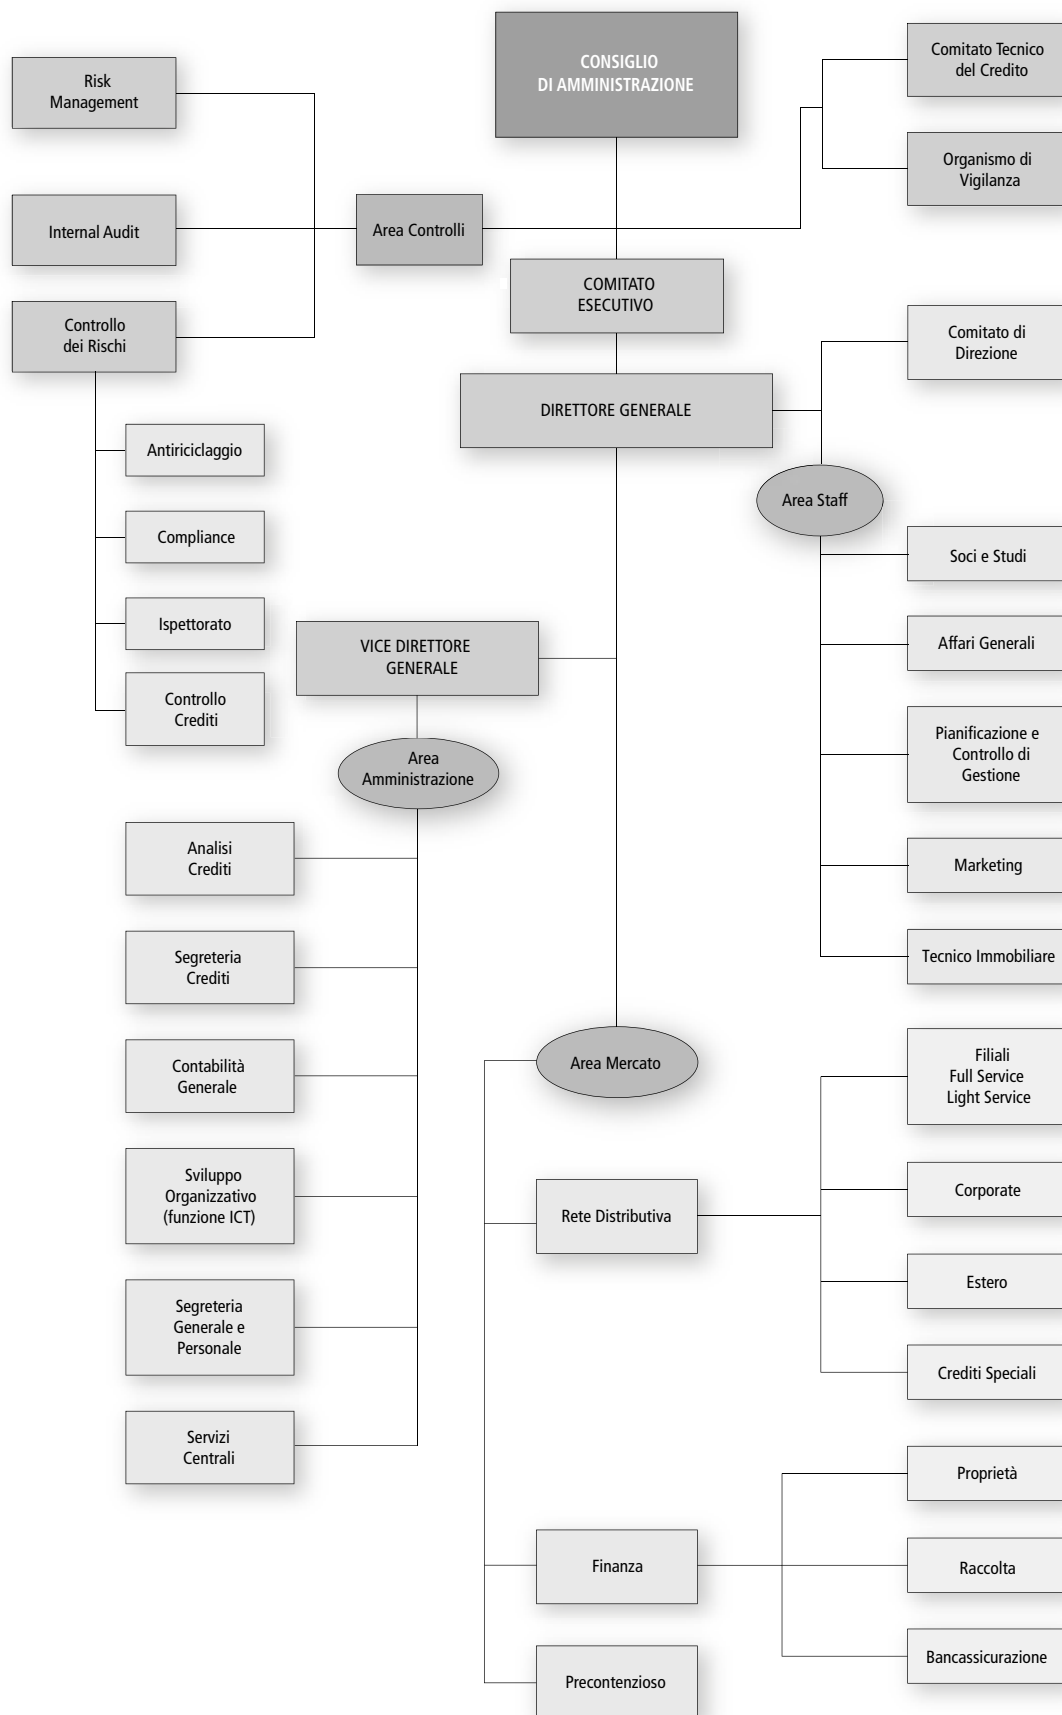 CONSIGLIO
DI AMMINISTRAZIONE
Comitato Tecnico
del Credito
Risk
Management
Organismo di
Vigilanza
Internal Audit
Area Controlli
COMITATO
ESECUTIVO
Controllo
dei Rischi
Comitato di
Direzione
DIRETTORE GENERALE
Antiriciclaggio
Area Staff
Compliance
Soci e Studi
Ispettorato
VICE DIRETTORE
GENERALE
Affari Generali
Controllo
Crediti
Pianificazione e
Controllo di
Gestione
Area
Amministrazione
Analisi
Crediti
Marketing
Segreteria
Crediti
Tecnico Immobiliare
Contabilità
Generale
Area Mercato
Filiali
Full Service
Light Service
Sviluppo
Organizzativo
(funzione ICT)
Rete Distributiva
Corporate
Estero
Segreteria
Generale e
Personale
Crediti Speciali
Servizi
Centrali
Proprietà
Finanza
Raccolta
Bancassicurazione
Precontenzioso